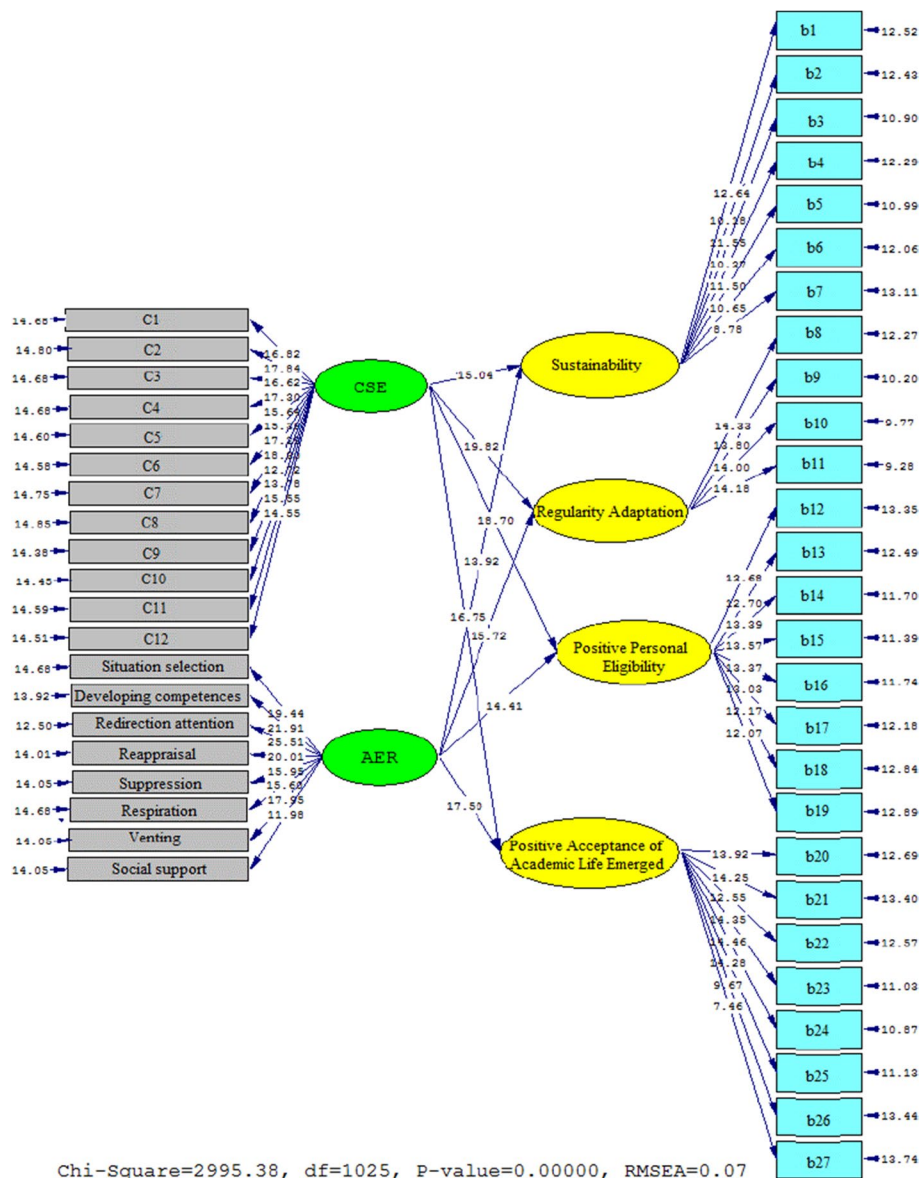 b1
12.52
b2
12.43
b3
10.90
b4
12.29
b5
10.99
b6
12.06
b7
13.11
b8
12.27
b9
10.20
b10
9.77
b11
9.28
b12
13.35
b13
12.49
b14
11.70
b15
11.39
b16
11.74
b17
12.18
b18
12.84
b19
12.89
b20
12.69
b21
13.40
b22
12.57
b23
11.03
b24
10.87
b25
11.13
b26
13.44
b27
13.74
12.64
10.18
11.55
10.27
11.50
10.65
8.78
14.33
13.80
14.00
14.18
12.70
13.39
13.57
13.37
13.03
12.17
12.07
13.92
14.25
12.55
14.35
14.46
14.28
9.67
7.46
Sustainability
Regularity Adaptation
Positive Personal
Eligibility
Positive Acceptance of
Academic Life Emerged
15.04
19.82
18.70
13.92
16.75
15.72
14.41
17.50
CSE
AER
16.82
17.84
16.62
17.30
15.55
14.55
19.44
21.91
25.51
20.01
15.95
15.60
17.95
11.98
14.68
C1
14.80
C2
14.68
C3
14.68
C4
14.60
C5
14.58
C6
14.75
C7
14.85
C8
14.38
C9
14.45
C10
14.59
C11
14.51
C12
14.68
Situation selection
13.92
Developing competences
12.50
Redirection attention
14.01
Reappraisal
14.05
Suppression
14.68
Respiration
14.05
Venting
14.05
Social support
Chi-Square=2995.38, df=1025, P-value=0.00000, RMSEA=0.07